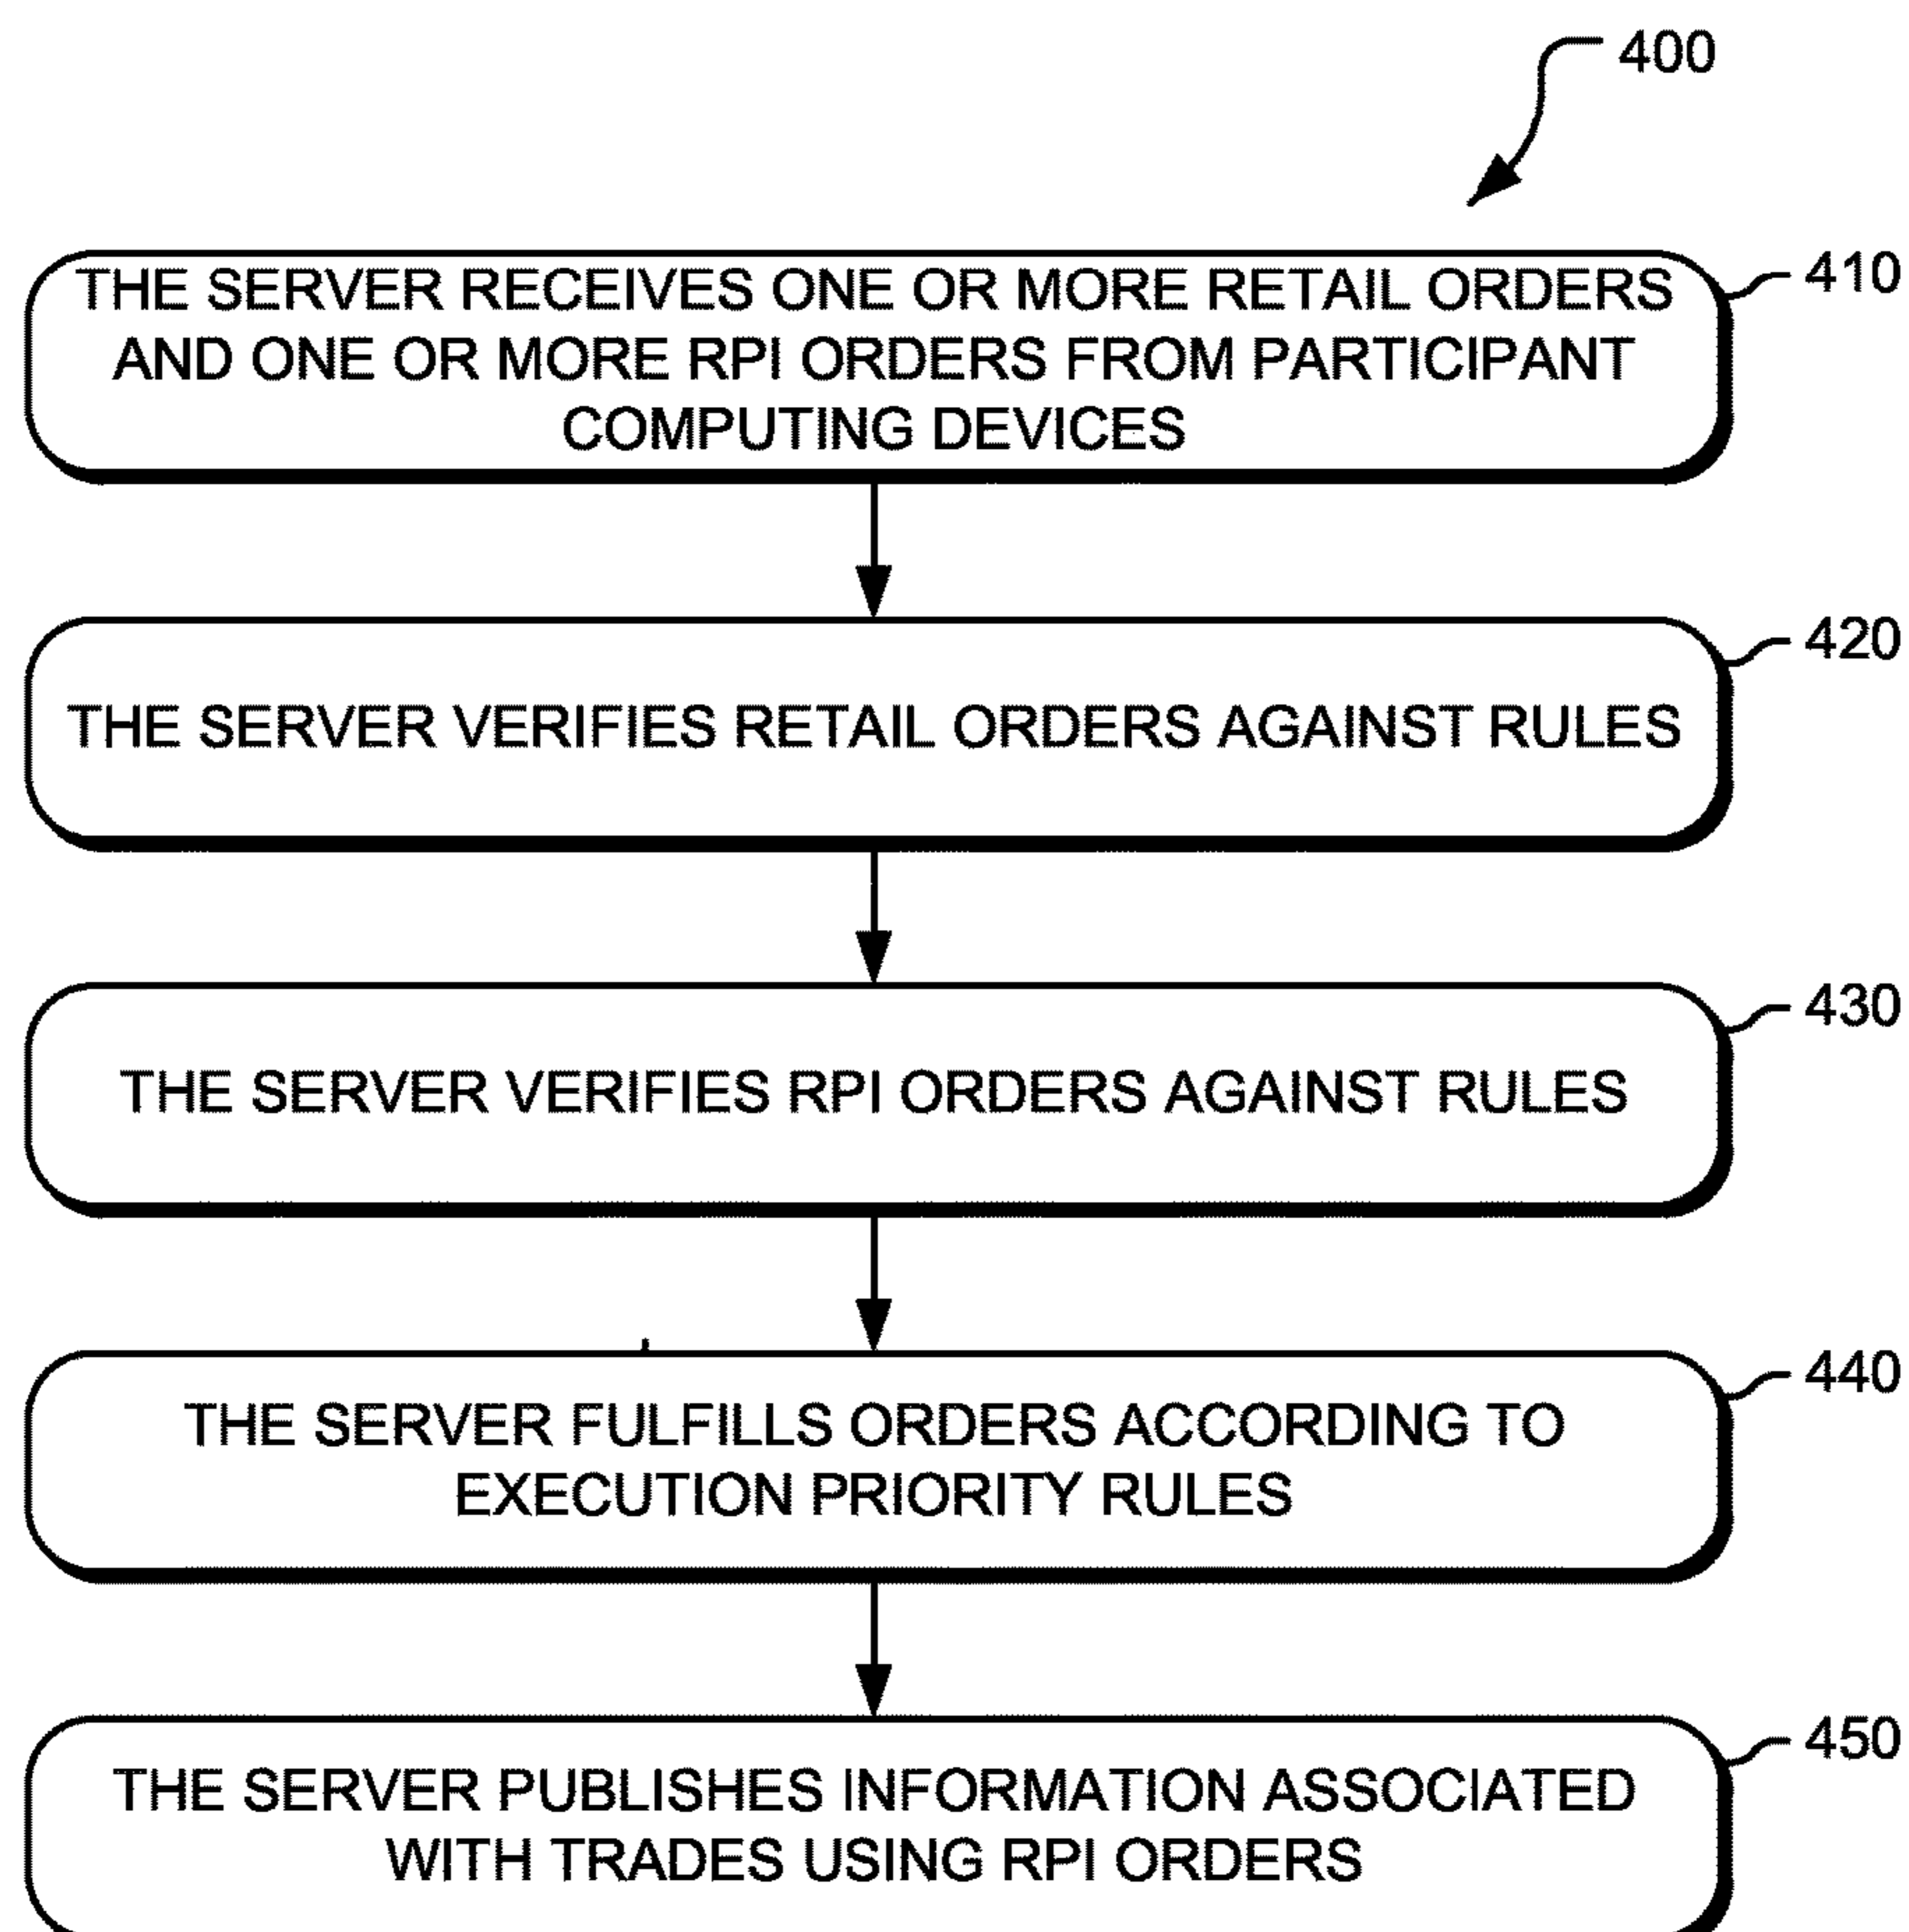 400
THE SERVER RECEIVES ONE OR MORE RETAIL ORDERS
AND ONE OR MORE RPI ORDERS FROM PARTICIPANT
COMPUTING DEVICES
410
THE SERVER VERIFIES RETAIL ORDERS AGAINST RULES
420
THE SERVER VERIFIES RPI ORDERS AGAINST RULES
430
THE SERVER FULFILLS ORDERS ACCORDING TO
EXECUTION PRIORITY RULES
440
THE SERVER PUBLISHES INFORMATION ASSOCIATED
WITH TRADES USING RPI ORDERS
450